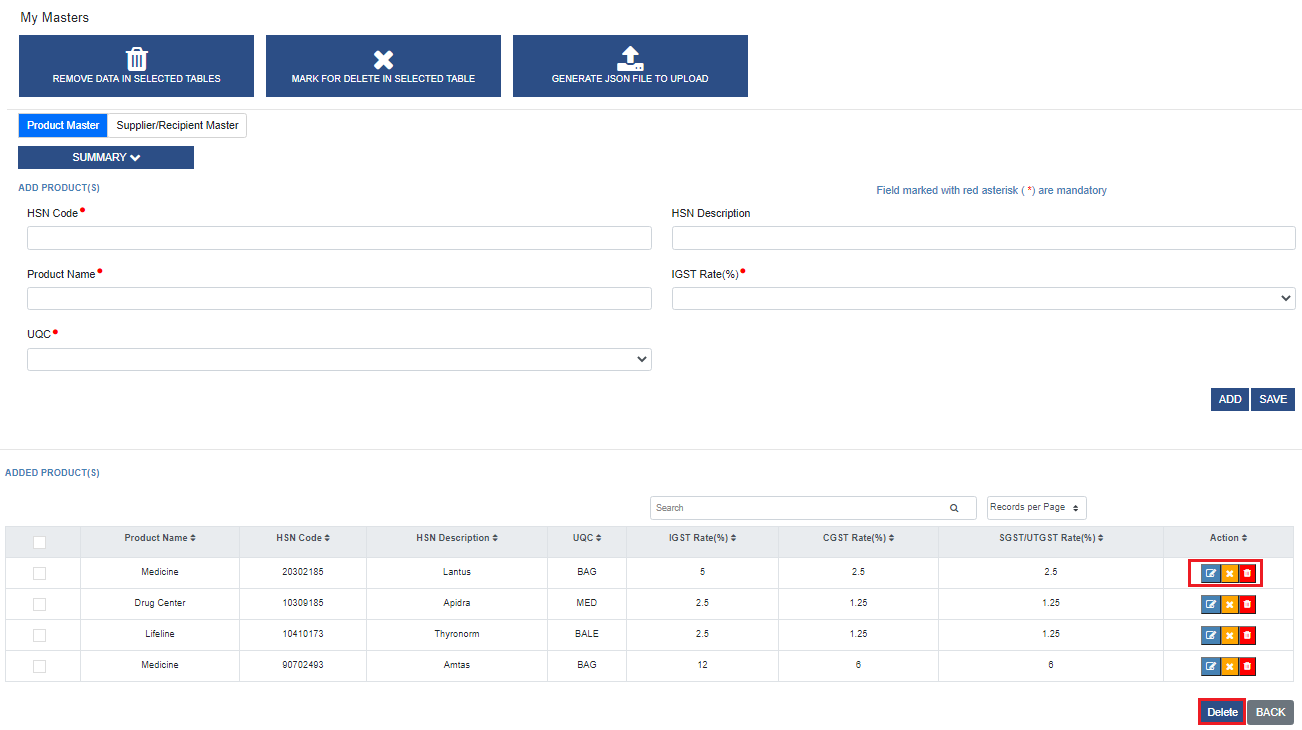 My Masters
REMOVE DATA IN SELECTED TABLES
MARK FOR DELETE IN SELECTED TABLE
GENERATE JSON FILE TO UPLOAD
Product Master Supplier/Recipient Master
SUMMARY
ADD PRODUCT(S)
Field marked with red asterisk ( *) are mandatory
HSN Code
HSN Description
Product Name
IGST Rate(%)
UQC
ADD SAVE
ADDED PRODUCT(S)
Search Records per Page
Product Name HSN Code HSN Description UQC IGST Rate(%) CGST Rate(%) SGST/UTGST Rate(%) Action
Medicine 20302185 Lantus BAG 5 2.5 2.5
Drug Center 10309185 Apidra MED 2.5 1.25 1.25
Lifeline 10410173 Thyronorm BALE 2.5 1.25 1.25
Medicine 90702493 Amtas BAG 12 6 6
Delete BACK